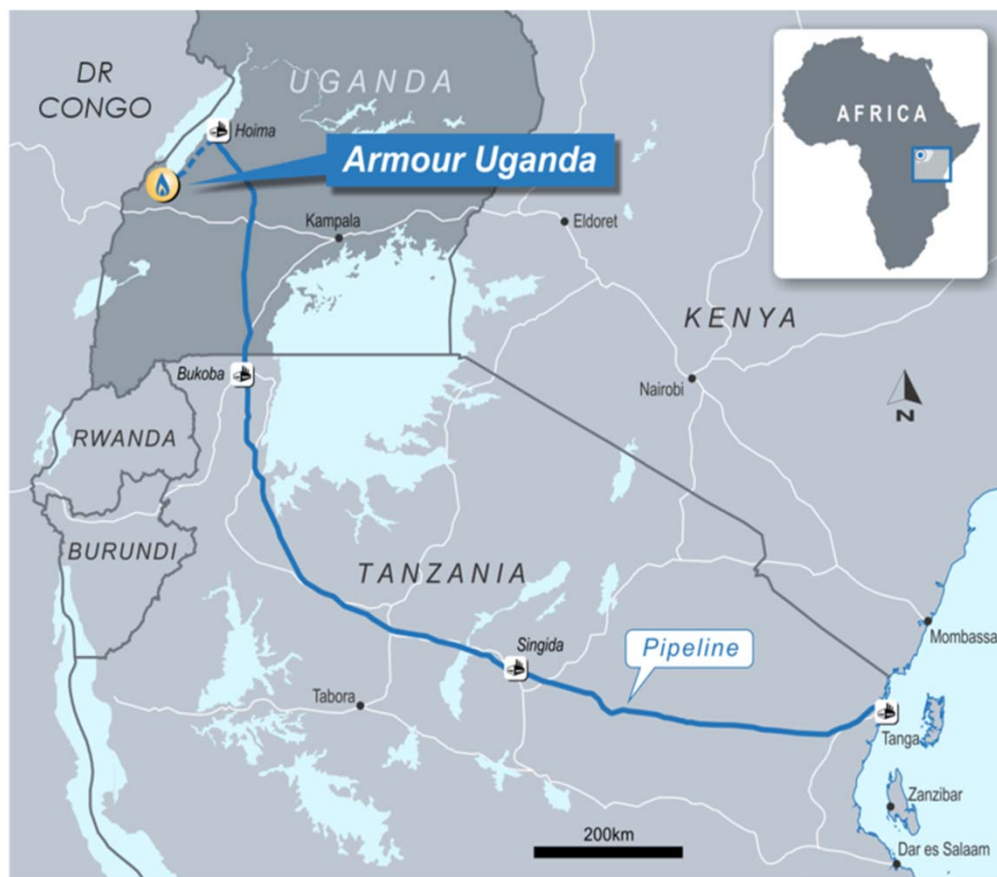 DR
CONGO
UGANDA
Hoima
Armour Uganda
AFRICA
Kampala
Eldoret
KENYA
Bukoba
Nairobi
N
RWANDA
BURUNDI
TANZANIA
Singida
Pipeline
Mombassa
Tabora
Tanga
Zanzibar
200km
Dar es Salaam